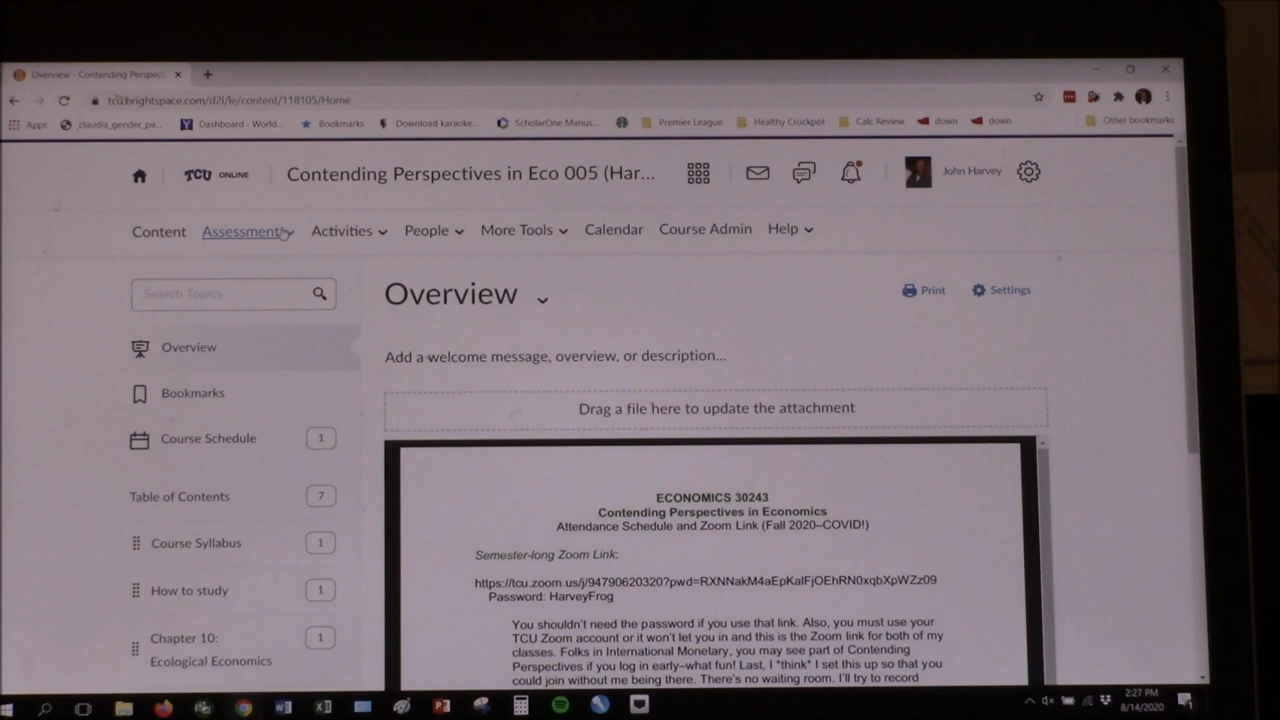 Overview - Contending Perspec
tcu.brightspace.com/d2l/le/content/118105/Home
Apps claudia_gender_pa... Dashboard - World... Bookmarks Download karaoke... ScholarOne Manus... Premier League Healthy Crockpot Calc Review down down Other bookmarks
TCU ONLINE Contending Perspectives in Eco 005 (Har... John Harvey
Content Assessment Activities People More Tools Calendar Course Admin Help
Search Topics
Overview
Print Settings
Overview
Add a welcome message, overview, or description...
Bookmarks
Drag a file here to update the attachment
Course Schedule 1
Table of Contents 7
Course Syllabus 1
How to study 1
Chapter 10: 1
Ecological Economics
ECONOMICS 30243
Contending Perspectives in Economics
Attendance Schedule and Zoom Link (Fall 2020–COVID!)
Semester-long Zoom Link:
https://tcu.zoom.us/j/94790620320?pwd=RXNNakM4aEpKalFjOEhRN0xqbXpWZz09
Password: HarveyFrog
You shouldn't need the password if you use that link. Also, you must use your
TCU Zoom account or it won't let you in and this is the Zoom link for both of my
classes. Folks in International Monetary, you may see part of Contending
Perspectives if you log in early–what fun! Last, I *think* I set this up so that you
could join without me being there. There's no waiting room. I'll try to record
2:27 PM
8/14/2020